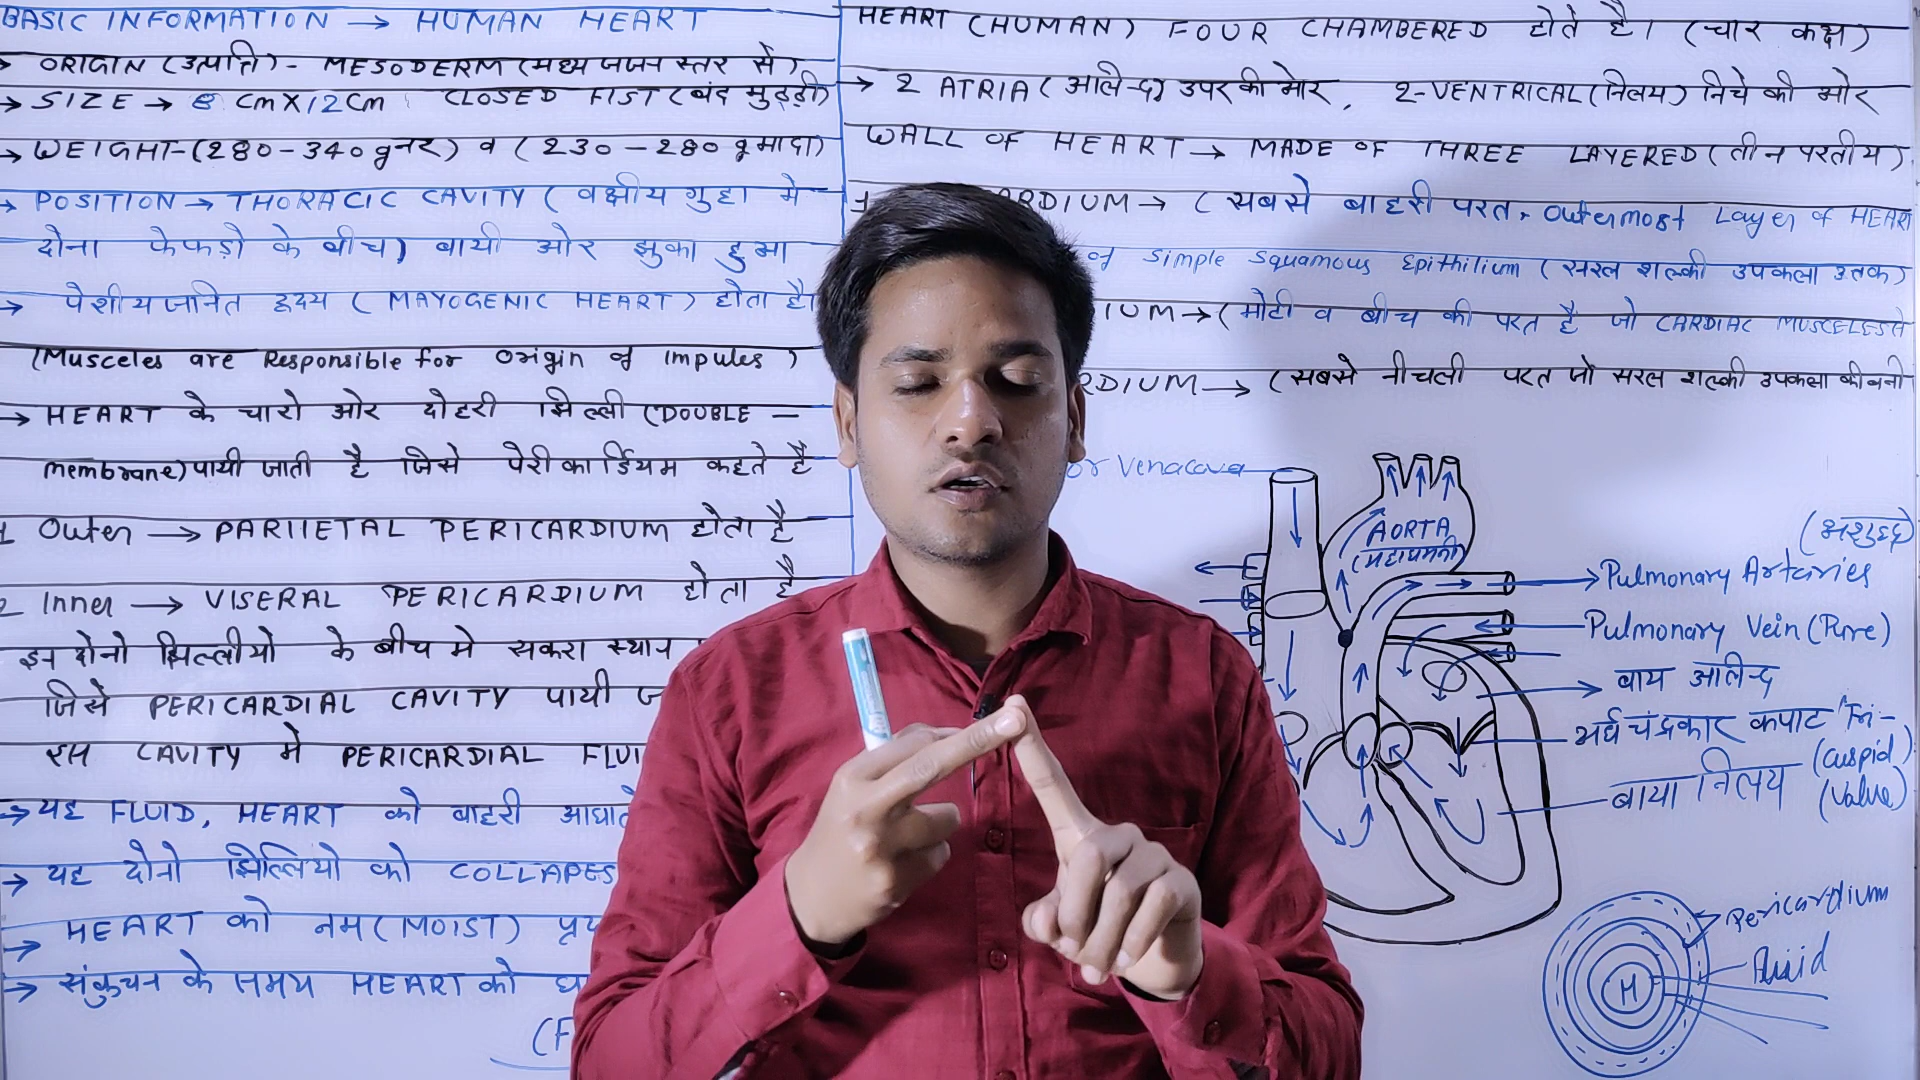 BASIC INFORMATION → HUMAN HEART
→ ORIGIN (उत्पत्ति) - MESODERM (मध्य जनन स्तर से)
→ SIZE → 8 cm X 12 cm CLOSED FIST (बंद मुठ्ठी)
→ WEIGHT - (280 - 340 g नर) व (230 - 280 g मादा)
→ POSITION → THORACIC CAVITY ( वक्षीय गुहा मे
दोनो फेफड़ो के बीच) बायी ओर झुका हुआ
→ पेशीय जनित हृदय ( MAYOGENIC HEART) होता है।
(Musceles are Responsible for origin of Impules )
→ HEART के चारो ओर दोहरी झिल्ली (DOUBLE -
membrane) पायी जाती है जिसे पेरीकार्डियम कहते है
1 Outer → PARIIETAL PERICARDIUM होता है
2 Inner → VISERAL PERICARDIUM होता है
इन दोनो झिल्लीयो के बीच मे सकरा स्थान
जिसे PERICARDIAL CAVITY पायी
इस CAVITY मे PERICARDIAL
→ यह FLUID, HEART को बाहरी
→ यह दोनो झिल्लियो को
→ HEART को नम (MOIST)
→ संकुचन के समय HEART को
HEART (HUMAN) FOUR CHAMBERED होते है। (चार कक्ष)
→ 2 ATRIA ( आलिन्द) उपर की ओर, 2-VENTRICAL (निलय) निचे की ओर
WALL OF HEART → MADE OF THREE LAYERED ( तीन परतीय)
→ ( सबसे बाहरी परत, outermost Layer of HEART
of simple squamous Epithilium ( सरल शल्की उपकला उत्तक)
→ (मोटी व बीच की परत है जो CARDIAC MUSCELES से
→ (सबसे नीचली परत जो सरल शल्की उपकला की बनी
Venacava
AORTA
(महाधमनी)
(अशुद्ध)
Pulmonary Artaries
Pulmonary Vein (Pure)
बाय आलिन्द
अर्ध चंद्रकार कपाट "Tri-
(cuspid)
बाया निलय (Valve)
Pericardium
fluid
H